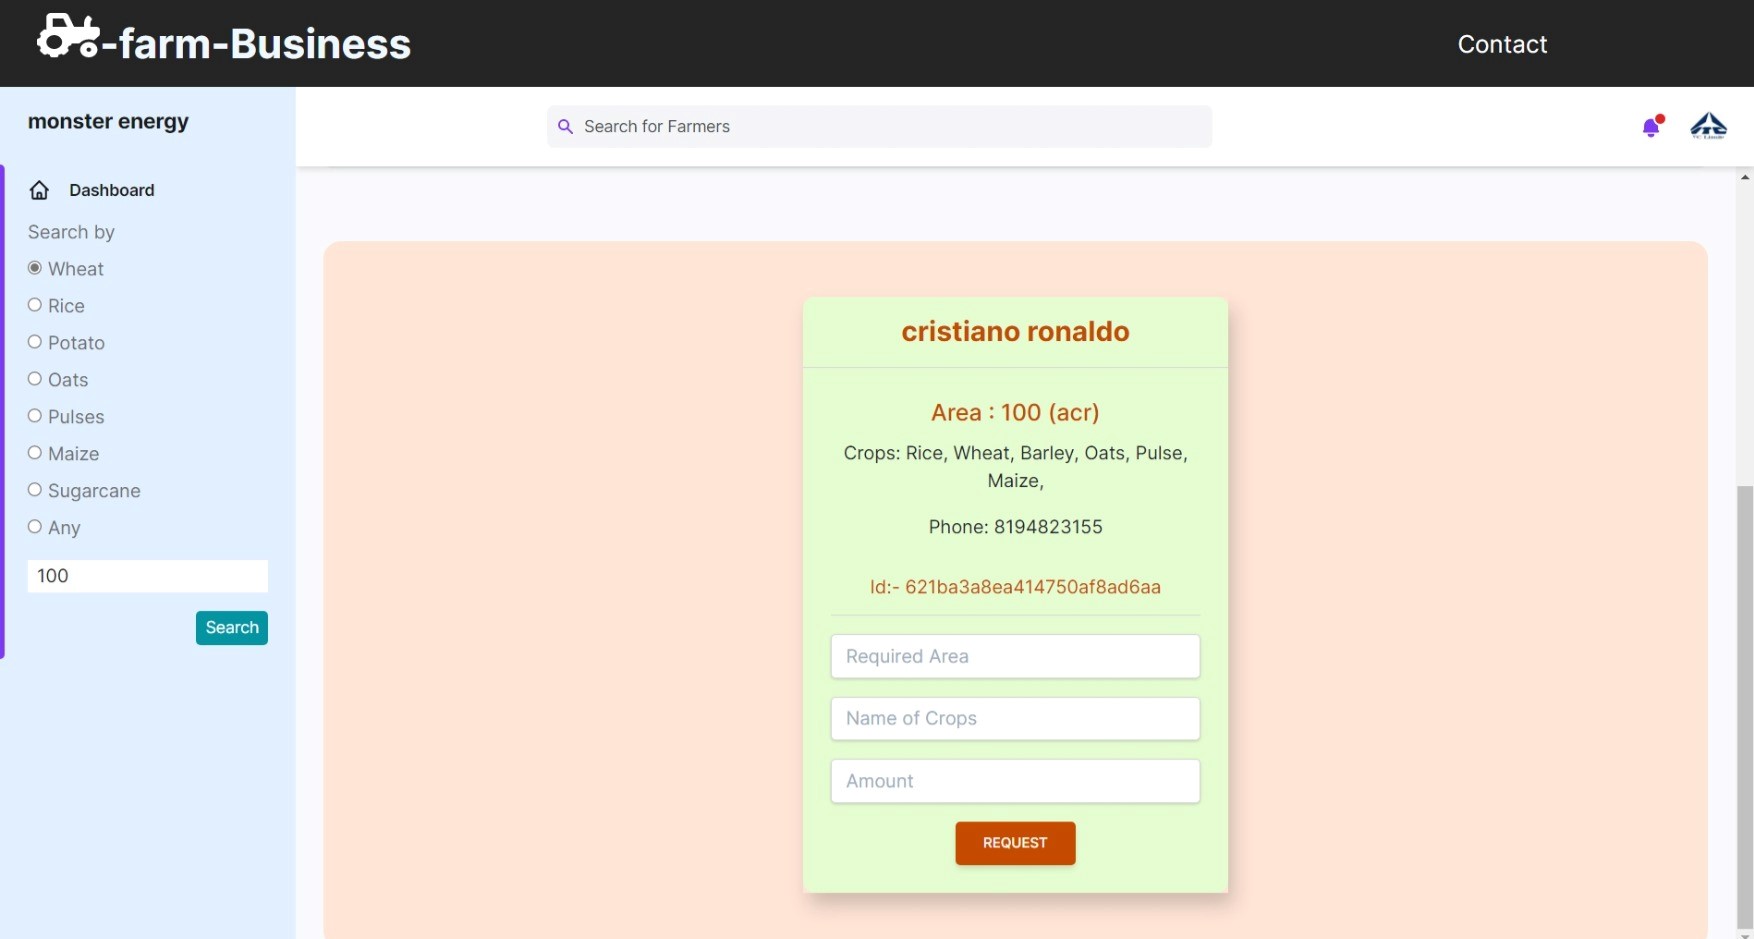 -farm-Business
Contact
monster energy
Search for Farmers
Dashboard
Search by
Wheat
Rice
Potato
Oats
Pulses
Maize
Sugarcane
Any
100
Search
cristiano ronaldo
Area : 100 (acr)
Crops: Rice, Wheat, Barley, Oats, Pulse,
Maize,
Phone: 8194823155
Id:- 621ba3a8ea414750af8ad6aa
Required Area
Name of Crops
Amount
REQUEST